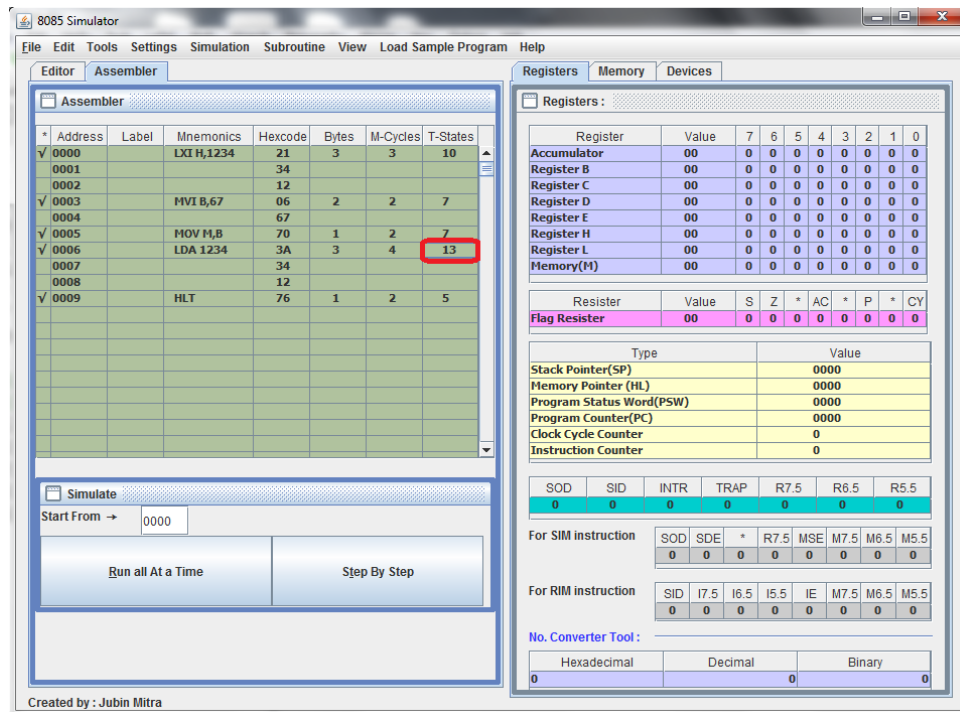 8085 Simulator
File Edit Tools Settings Simulation Subroutine View Load Sample Program Help
Editor Assembler
Assembler
* Address Label Mnemonics Hexcode Bytes M-Cycles T-States
√ 0000 LXI H,1234 21 3 3 10
0001 34
0002 12
√ 0003 MVI B,67 06 2 2 7
0004 67
√ 0005 MOV M,B 70 1 2 7
√ 0006 LDA 1234 3A 3 4 13
0007 34
0008 12
√ 0009 HLT 76 1 2 5
Simulate
Start From → 0000
Run all At a Time Step By Step
Created by : Jubin Mitra
Registers Memory Devices
Registers :
Register Value 7 6 5 4 3 2 1 0
Accumulator 00 0 0 0 0 0 0 0 0
Register B 00 0 0 0 0 0 0 0 0
Register C 00 0 0 0 0 0 0 0 0
Register D 00 0 0 0 0 0 0 0 0
Register E 00 0 0 0 0 0 0 0 0
Register H 00 0 0 0 0 0 0 0 0
Register L 00 0 0 0 0 0 0 0 0
Memory(M) 00 0 0 0 0 0 0 0 0
Resister Value S Z * AC * P * CY
Flag Resister 00 0 0 0 0 0 0 0 0
Type Value
Stack Pointer(SP) 0000
Memory Pointer (HL) 0000
Program Status Word(PSW) 0000
Program Counter(PC) 0000
Clock Cycle Counter 0
Instruction Counter 0
SOD SID INTR TRAP R7.5 R6.5 R5.5
0 0 0 0 0 0 0
For SIM instruction SOD SDE * R7.5 MSE M7.5 M6.5 M5.5
0 0 0 0 0 0 0 0
For RIM instruction SID I7.5 I6.5 I5.5 IE M7.5 M6.5 M5.5
0 0 0 0 0 0 0 0
No. Converter Tool :
Hexadecimal Decimal Binary
0 0 0